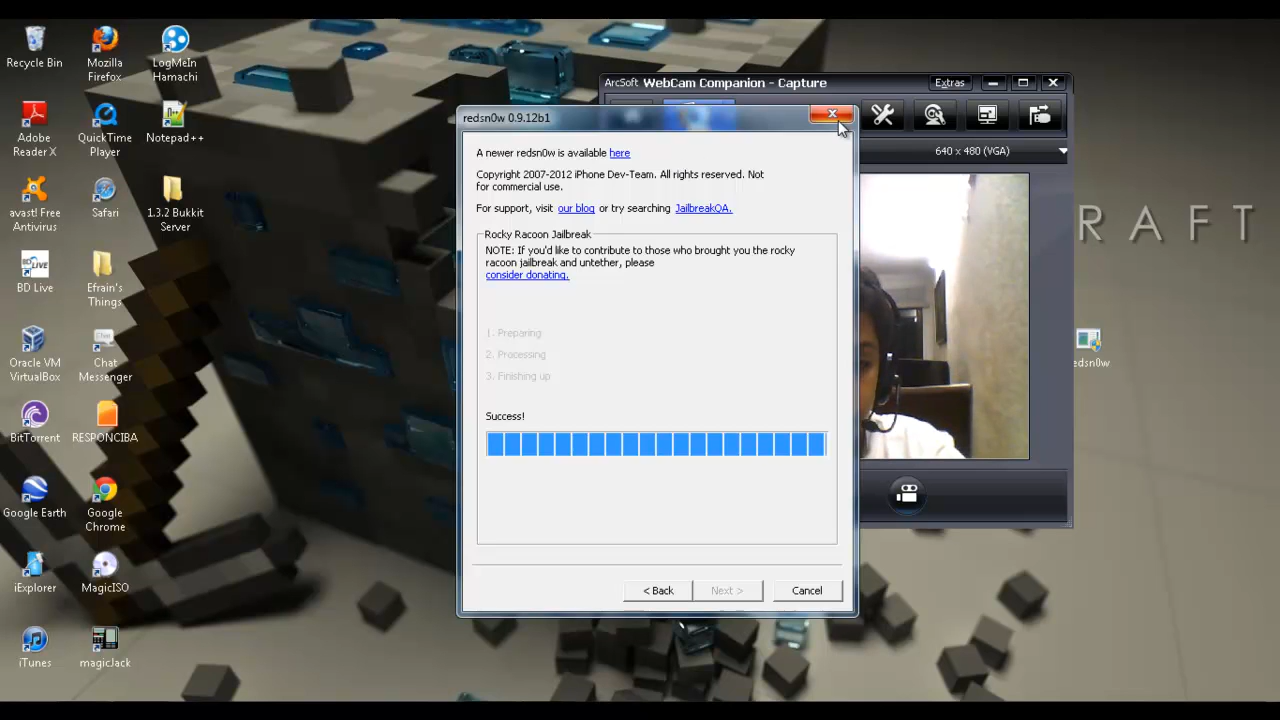 Recycle Bin
Mozilla
Firefox
LogMeIn
Hamachi
Adobe
Reader X
QuickTime
Player
Notepad++
avast! Free
Antivirus
Safari
1.3.2 Bukkit
Server
BD LIVE
BD Live
Efrain's
Things
Oracle VM
VirtualBox
Chat
Messenger
BitTorrent
RESPONCIBA
Google Earth
Google
Chrome
iExplorer
MagicISO
iTunes
magicJack
ArcSoft WebCam Companion - Capture
Extras
640 x 480 (VGA)
redsn0w 0.9.12b1
A newer redsn0w is available here
Copyright 2007-2012 iPhone Dev-Team. All rights reserved. Not
for commercial use.
For support, visit our blog or try searching JailbreakQA.
Rocky Racoon Jailbreak
NOTE: If you'd like to contribute to those who brought you the rocky
racoon jailbreak and untether, please
consider donating.
1. Preparing
2. Processing
3. Finishing up
Success!
< Back
Next >
Cancel
RAFT
edsn0w